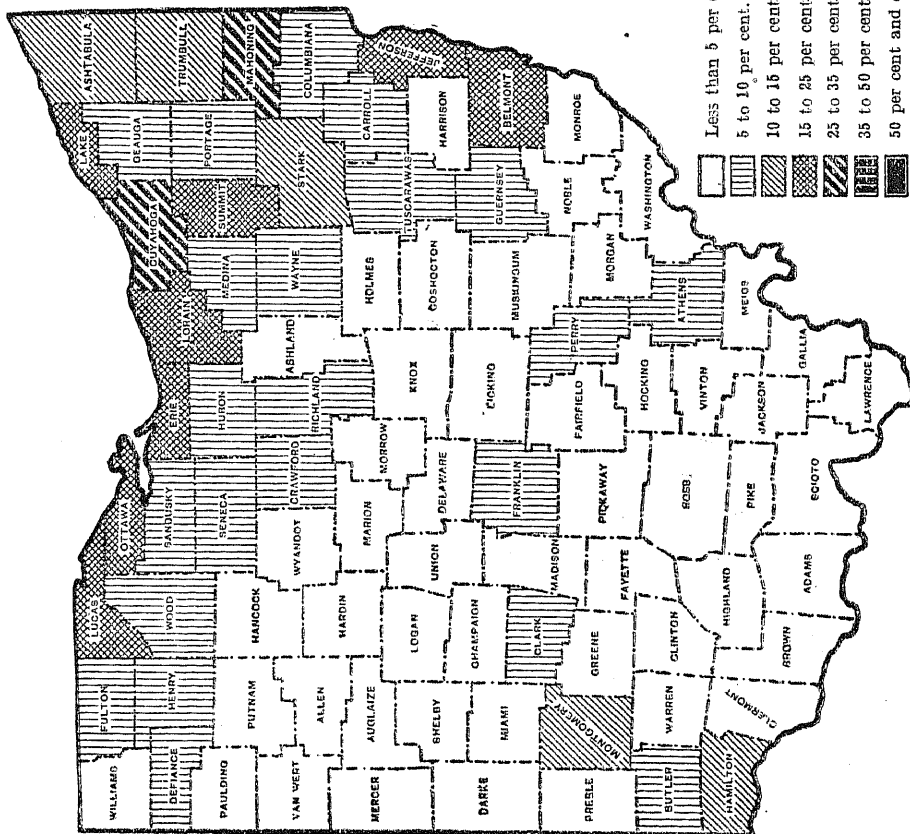 WILLIAMS
FULTON
LUCAS
OTTAWA
ERIE
LORAIN
CUYAHOGA
LAKE
ASHTABULA
DEFIANCE
HENRY
WOOD
SANDUSKY
HURON
MEDINA
SUMMIT
GEAUGA
PORTAGE
TRUMBULL
MAHONING
PAULDING
PUTNAM
HANCOCK
SENECA
CRAWFORD
RICHLAND
ASHLAND
WAYNE
STARK
COLUMBIANA
VAN WERT
ALLEN
HARDIN
WYANDOT
MARION
MORROW
KNOX
HOLMES
TUSCARAWAS
CARROLL
JEFFERSON
MERCER
AUGLAIZE
LOGAN
UNION
DELAWARE
LICKING
COSHOCTON
HARRISON
DARKE
SHELBY
CHAMPAIGN
MIAMI
CLARK
MADISON
FRANKLIN
FAIRFIELD
PERRY
MUSKINGUM
GUERNSEY
BELMONT
PREBLE
MONTGOMERY
GREENE
FAYETTE
PICKAWAY
HOCKING
MORGAN
NOBLE
MONROE
BUTLER
WARREN
CLINTON
ROSS
VINTON
ATHENS
WASHINGTON
HAMILTON
CLERMONT
BROWN
HIGHLAND
ADAMS
PIKE
SCIOTO
JACKSON
MEIGS
GALLIA
LAWRENCE
Less than 5 per
5 to 10 per cent.
10 to 15 per cent
15 to 25 per cent
25 to 35 per cent
35 to 50 per cent
50 per cent and